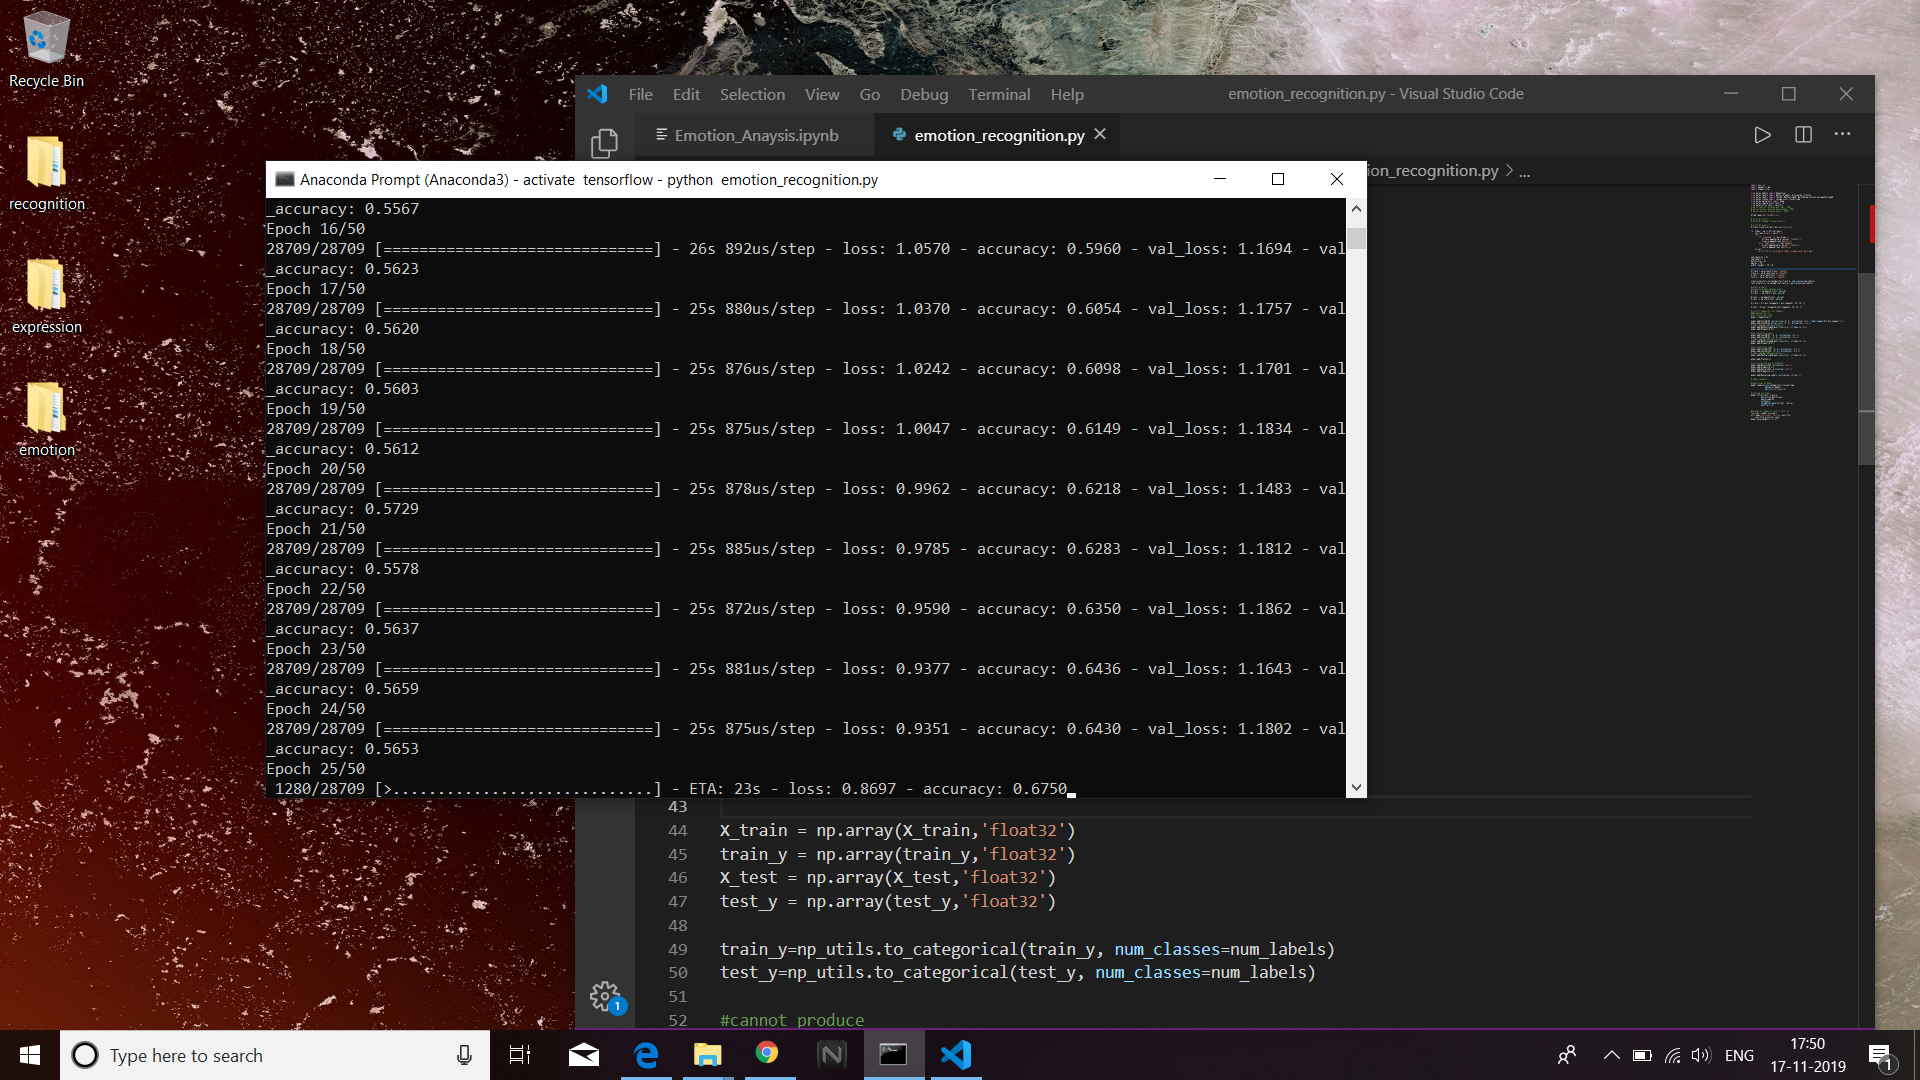 Recycle Bin
recognition
expression
emotion
File Edit Selection View Go Debug Terminal Help
emotion_recognition.py - Visual Studio Code
Emotion_Anaysis.ipynb
emotion_recognition.py
ion_recognition.py > ...
Anaconda Prompt (Anaconda3) - activate tensorflow - python emotion_recognition.py
_accuracy: 0.5567
Epoch 16/50
28709/28709 [==============================] - 26s 892us/step - loss: 1.0570 - accuracy: 0.5960 - val_loss: 1.1694 - val
_accuracy: 0.5623
Epoch 17/50
28709/28709 [==============================] - 25s 880us/step - loss: 1.0370 - accuracy: 0.6054 - val_loss: 1.1757 - val
_accuracy: 0.5620
Epoch 18/50
28709/28709 [==============================] - 25s 876us/step - loss: 1.0242 - accuracy: 0.6098 - val_loss: 1.1701 - val
_accuracy: 0.5603
Epoch 19/50
28709/28709 [==============================] - 25s 875us/step - loss: 1.0047 - accuracy: 0.6149 - val_loss: 1.1834 - val
_accuracy: 0.5612
Epoch 20/50
28709/28709 [==============================] - 25s 878us/step - loss: 0.9962 - accuracy: 0.6218 - val_loss: 1.1483 - val
_accuracy: 0.5729
Epoch 21/50
28709/28709 [==============================] - 25s 885us/step - loss: 0.9785 - accuracy: 0.6283 - val_loss: 1.1812 - val
_accuracy: 0.5578
Epoch 22/50
28709/28709 [==============================] - 25s 872us/step - loss: 0.9590 - accuracy: 0.6350 - val_loss: 1.1862 - val
_accuracy: 0.5637
Epoch 23/50
28709/28709 [==============================] - 25s 881us/step - loss: 0.9377 - accuracy: 0.6436 - val_loss: 1.1643 - val
_accuracy: 0.5659
Epoch 24/50
28709/28709 [==============================] - 25s 875us/step - loss: 0.9351 - accuracy: 0.6430 - val_loss: 1.1802 - val
_accuracy: 0.5653
Epoch 25/50
1280/28709 [>.............................] - ETA: 23s - loss: 0.8697 - accuracy: 0.6750
43
44 X_train = np.array(X_train,'float32')
45 train_y = np.array(train_y,'float32')
46 X_test = np.array(X_test,'float32')
47 test_y = np.array(test_y,'float32')
48
49 train_y=np_utils.to_categorical(train_y, num_classes=num_labels)
50 test_y=np_utils.to_categorical(test_y, num_classes=num_labels)
51
52 #cannot produce
1
Type here to search
ENG
17:50
17-11-2019
1